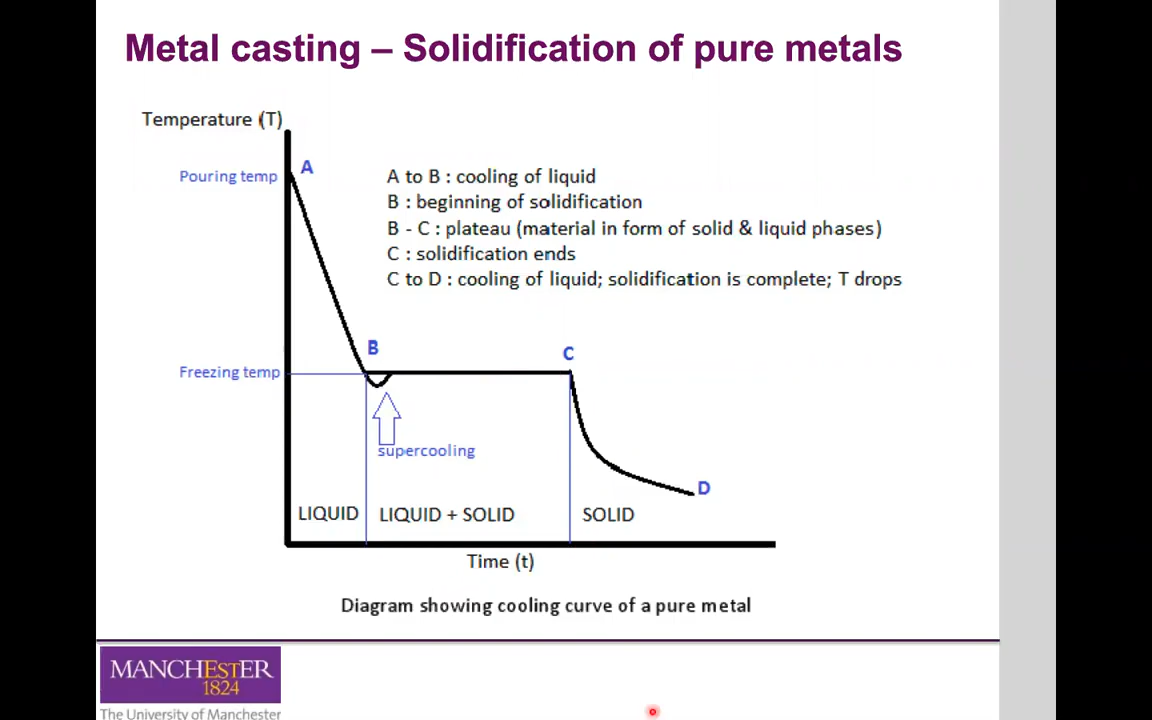 Metal casting – Solidification of pure metals
Temperature (T)
Pouring temp
A
A to B : cooling of liquid
B : beginning of solidification
B - C : plateau (material in form of solid & liquid phases)
C : solidification ends
C to D : cooling of liquid; solidification is complete; T drops
B
C
Freezing temp
supercooling
D
LIQUID
LIQUID + SOLID
SOLID
Time (t)
Diagram showing cooling curve of a pure metal
MANCHESTER
1824
The University of Manchester